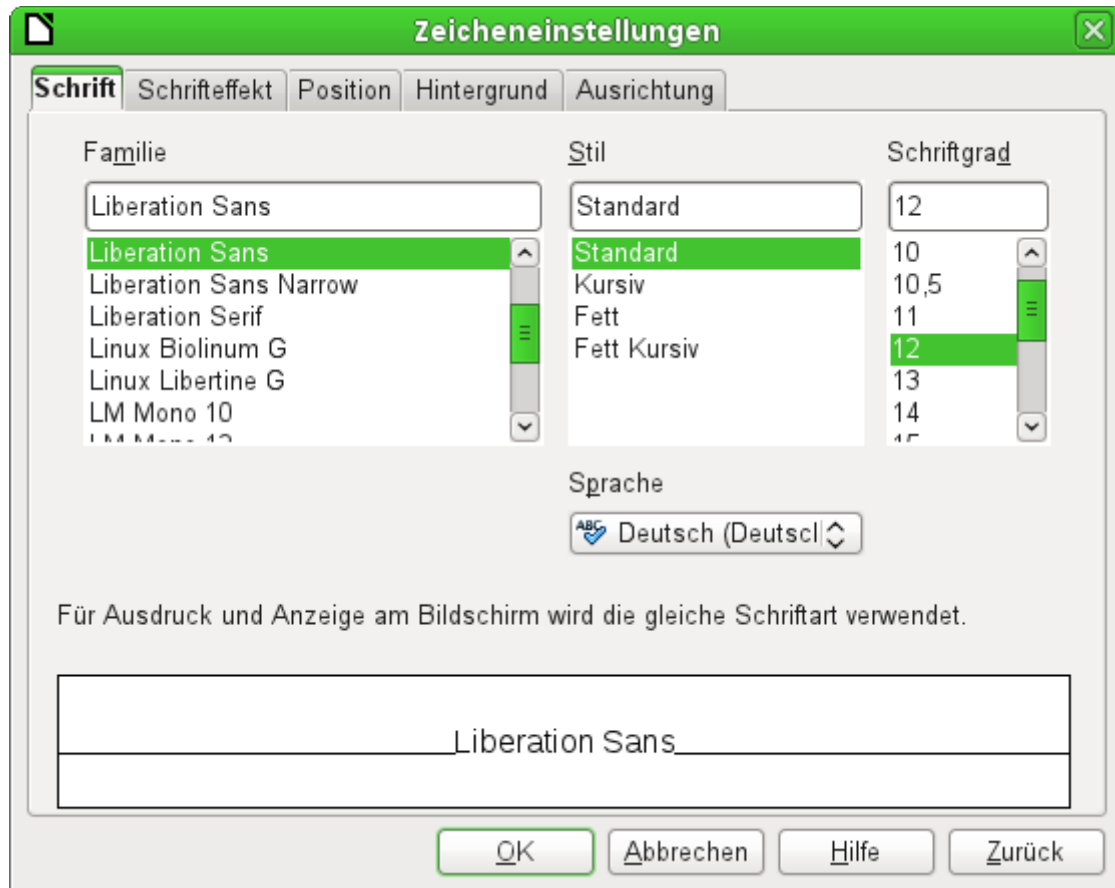 Zeicheneinstellungen
Schrift Schrifteffekt Position Hintergrund Ausrichtung
Familie Stil Schriftgrad
Liberation Sans Standard 12
Liberation Sans Standard 10
Liberation Sans Narrow Kursiv 10,5
Liberation Serif Fett 11
Linux Biolinum G Fett Kursiv 12
Linux Libertine G 13
LM Mono 10 14
Sprache
ABC Deutsch (Deutscl
Für Ausdruck und Anzeige am Bildschirm wird die gleiche Schriftart verwendet.
Liberation Sans
OK Abbrechen Hilfe Zurück